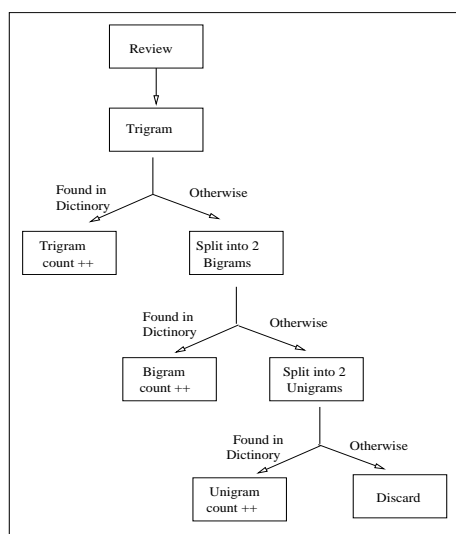 Review
Trigram
Found in
Dictinory
Otherwise
Trigram
count ++
Split into 2
Bigrams
Found in
Dictinory
Otherwise
Bigram
count ++
Split into 2
Unigrams
Found in
Dictinory
Otherwise
Unigram
count ++
Discard